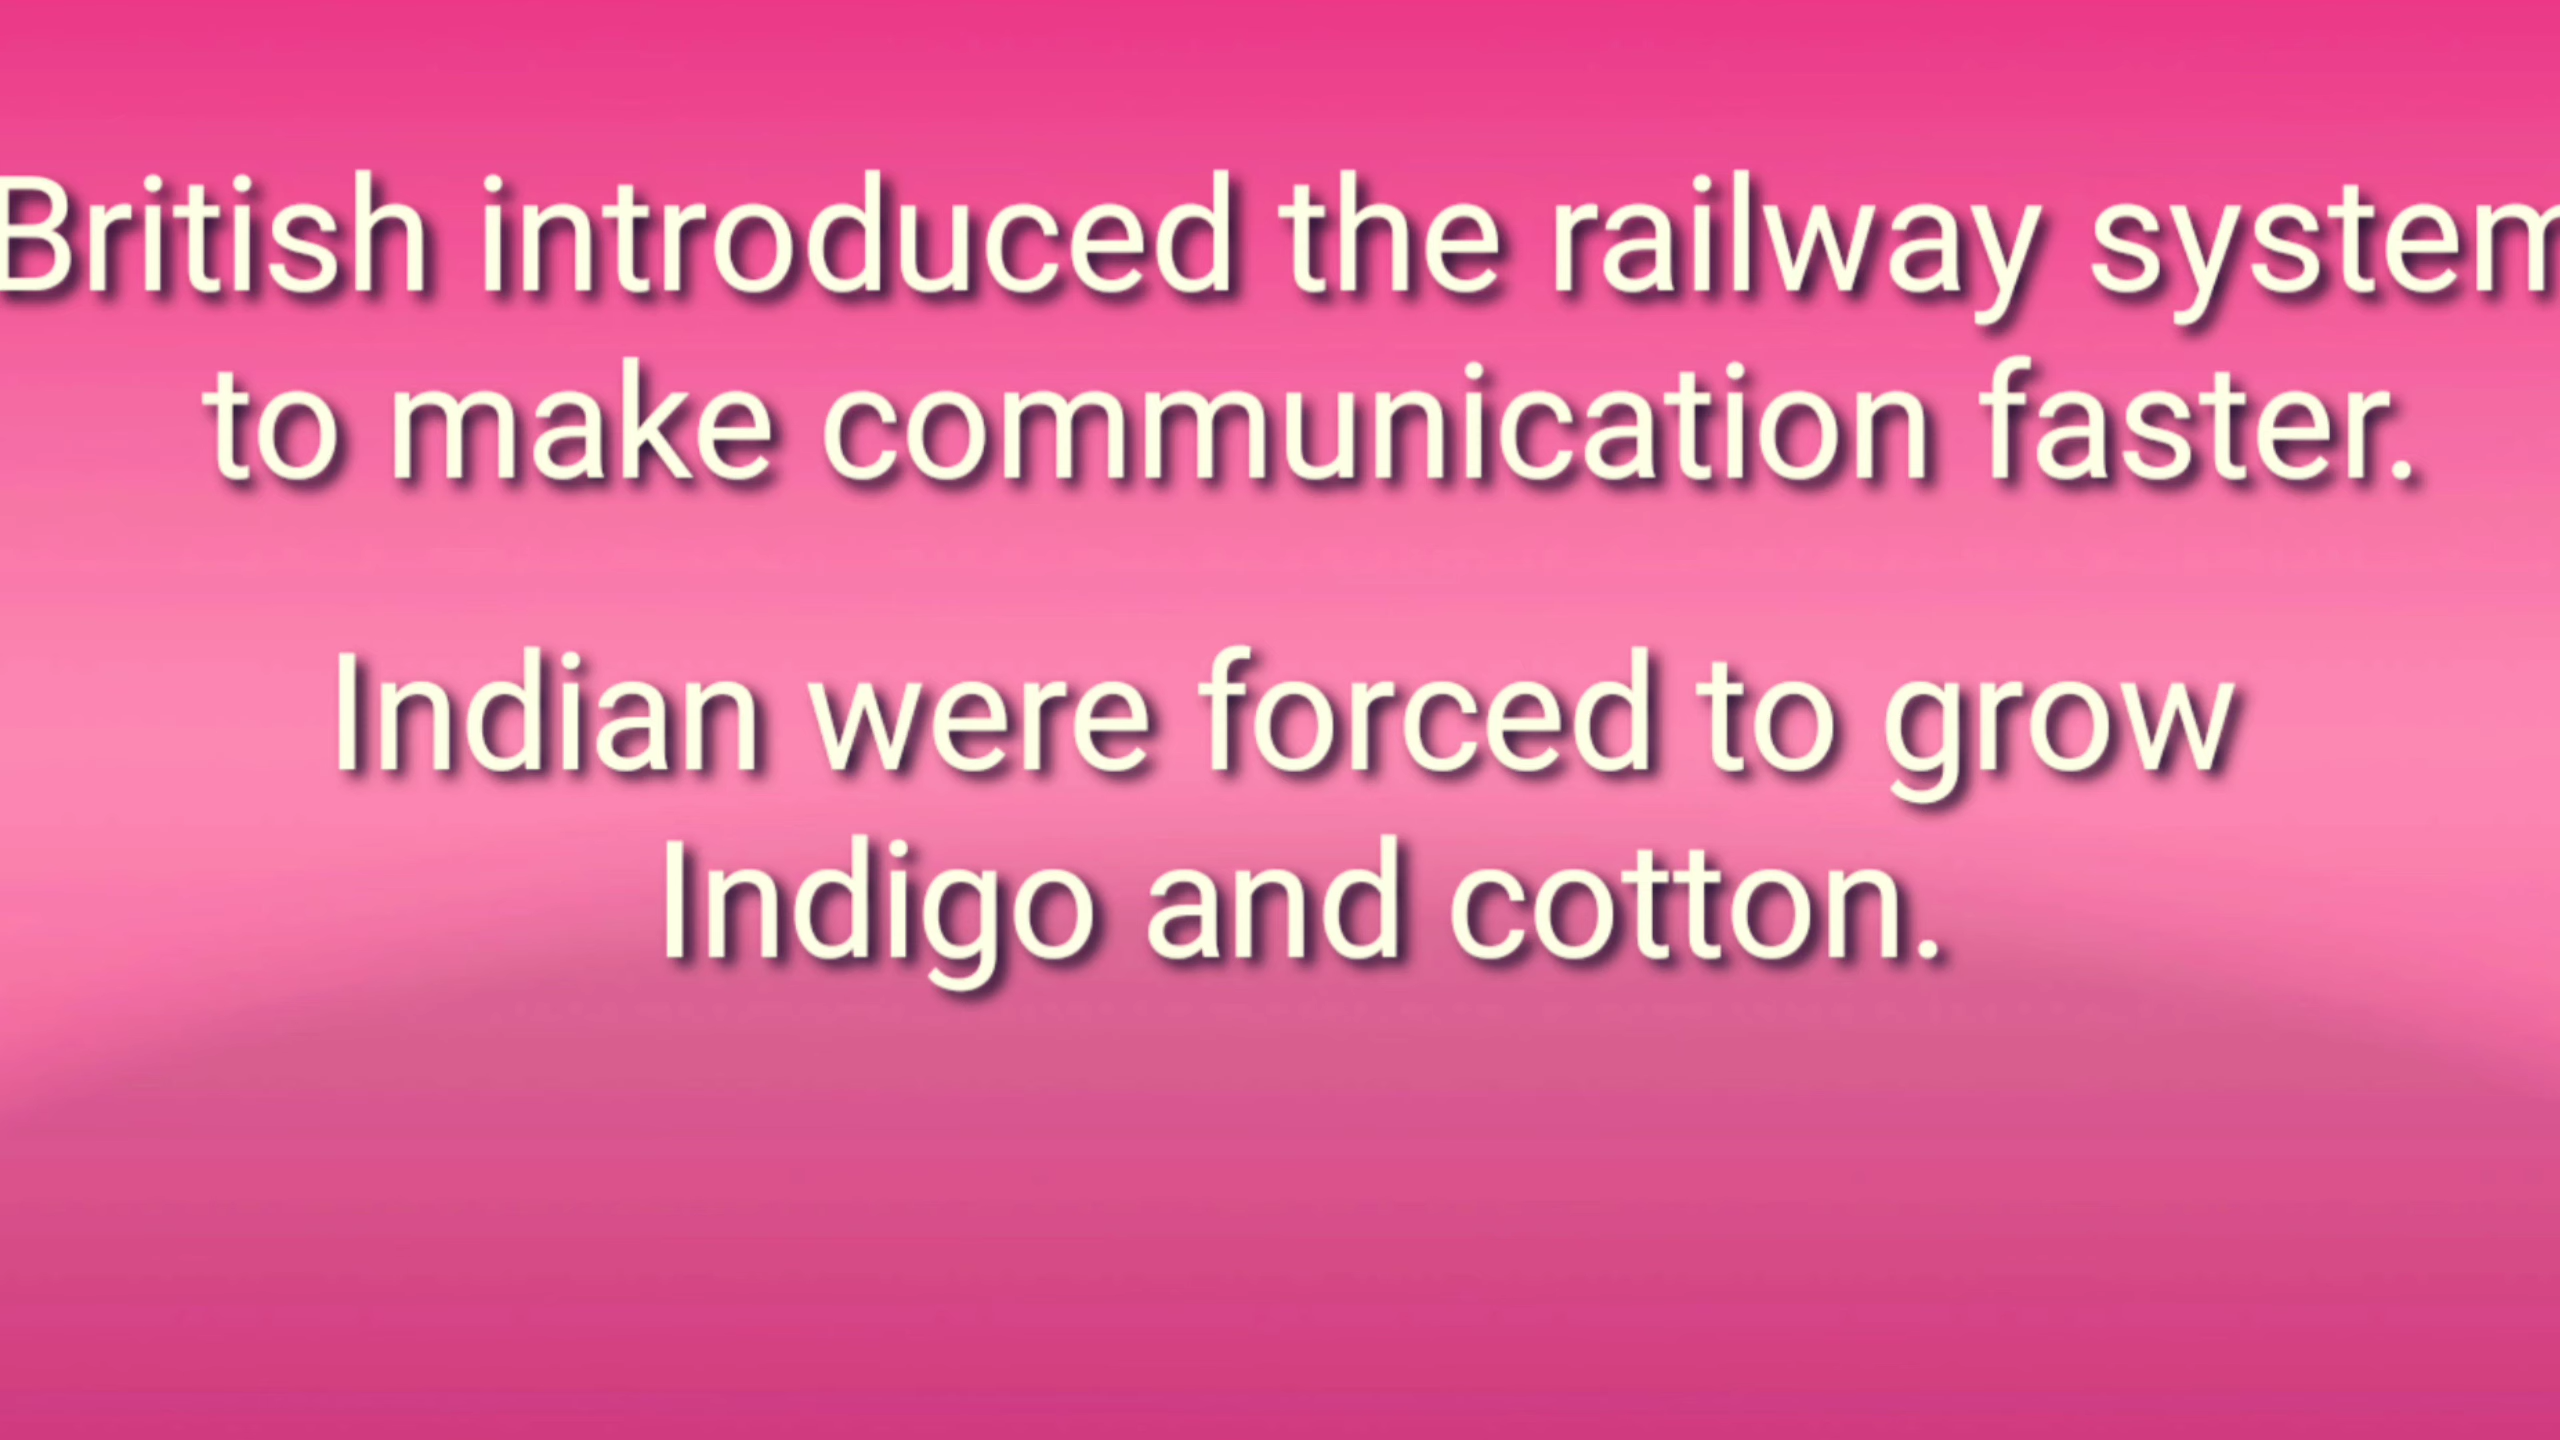 British introduced the railway system
to make communication faster.
Indian were forced to grow
Indigo and cotton.